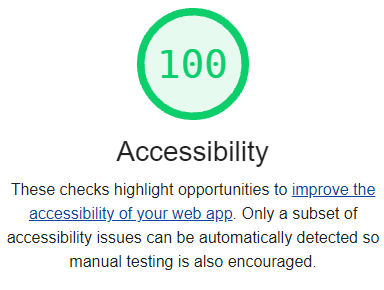 100
Accessibility
These checks highlight opportunities to improve the
accessibility of your web app. Only a subset of
accessibility issues can be automatically detected so
manual testing is also encouraged.